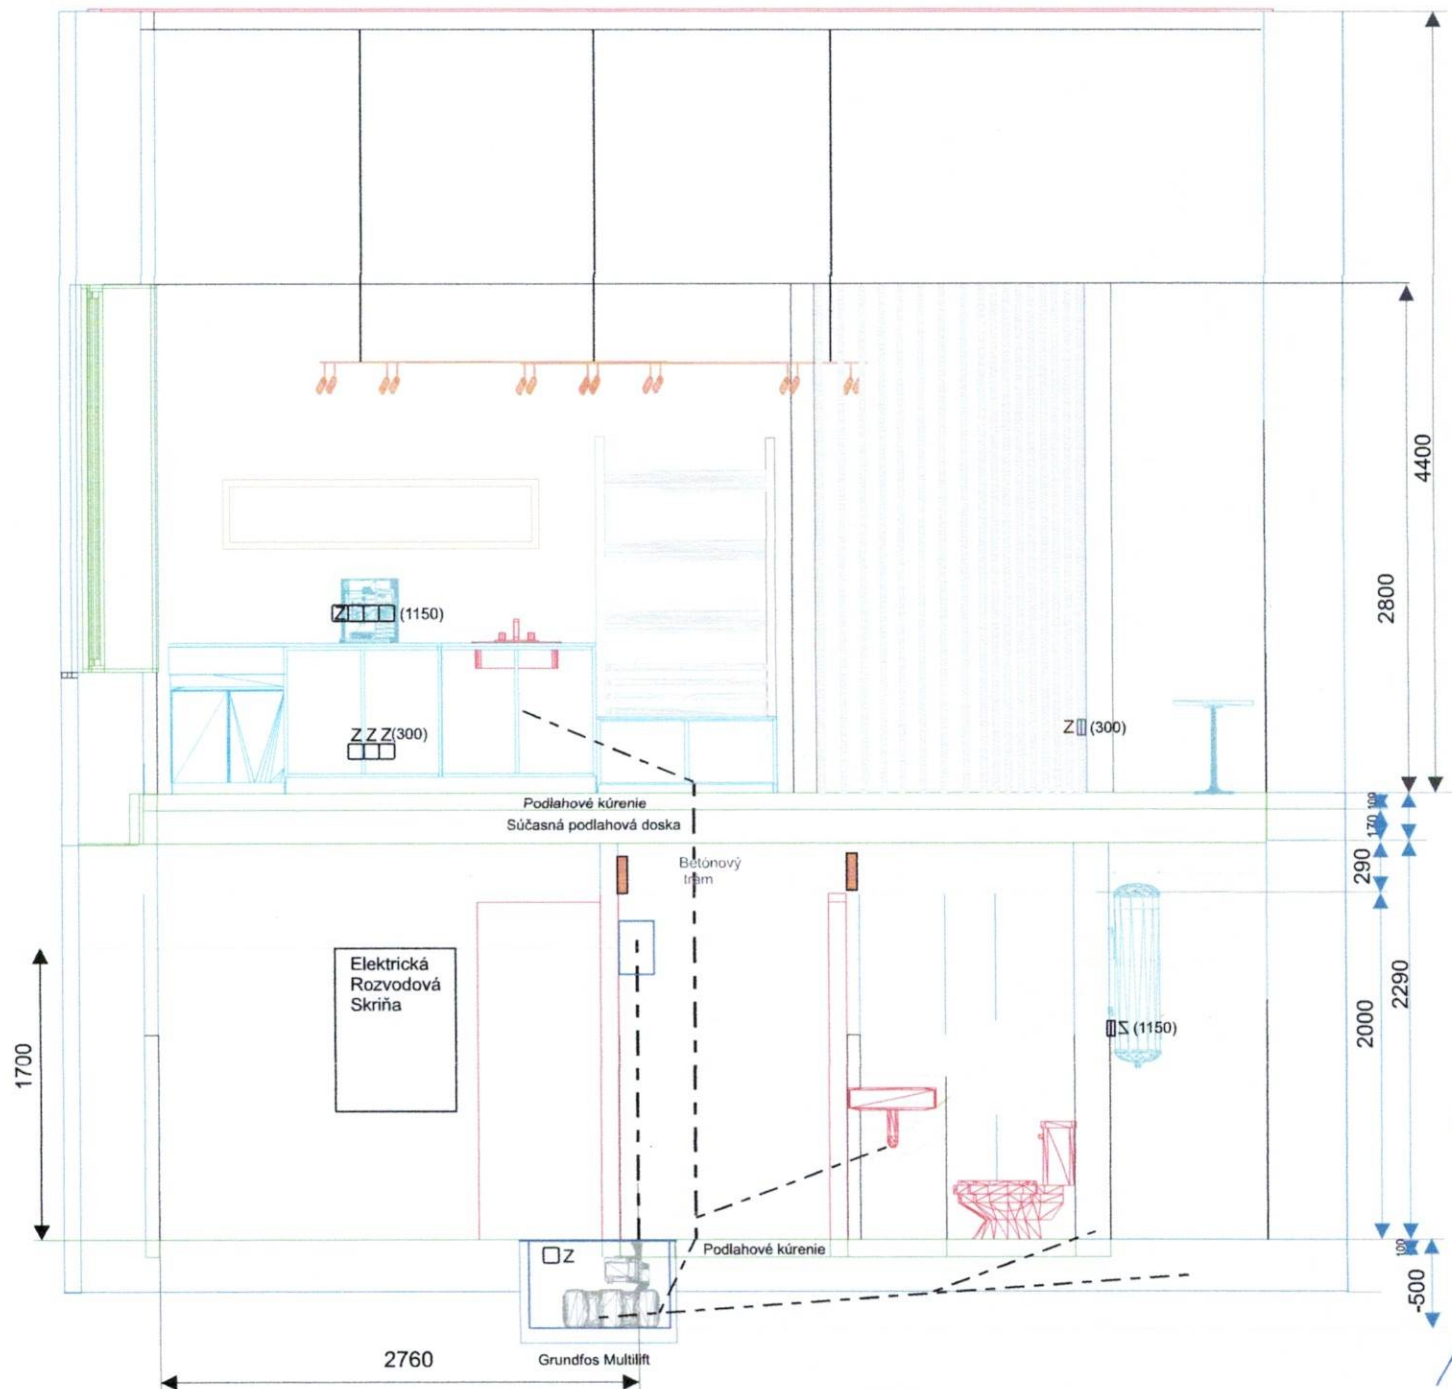 4400
2800
Z (1150)
Z Z Z (300)
Z (300)
Podlahové kúrenie
100
Súčasná podlahová doska
170
Betónový
trám
290
Elektrická
Rozvodová
Skriňa
2290
2000
Z (1150)
1700
Z
Podlahové kúrenie
100
-500
2760
Grundfos Multilift